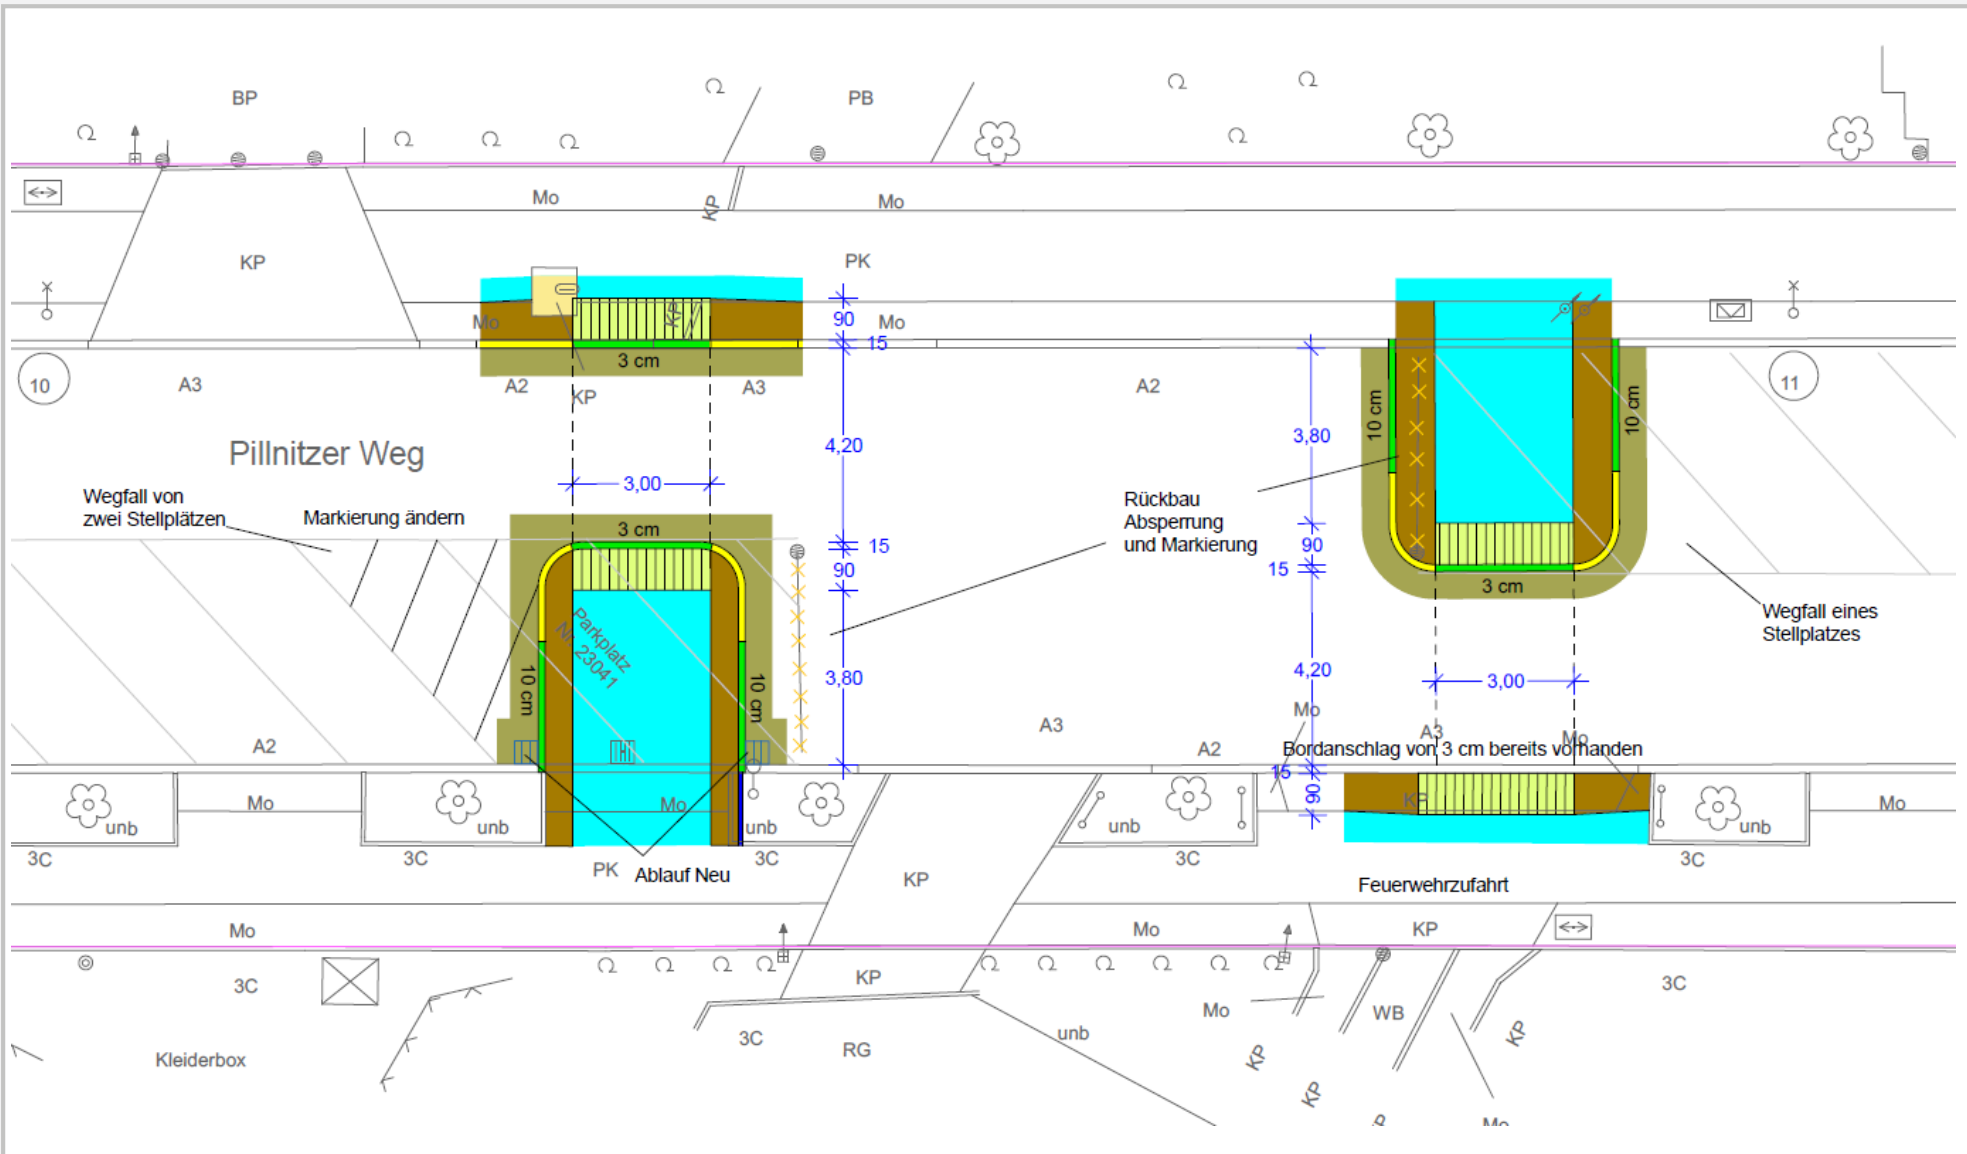 BP
PB
Mo
KP
Mo
KP
PK
Mo
KP
90
Mo
15
3 cm
10
A3
A2
KP
A3
A2
10 cm
10 cm
11
Pillnitzer Weg
4,20
3,80
3,00
Wegfall von
zwei Stellplätzen
Markierung ändern
Rückbau
Absperrung
und Markierung
3 cm
15
90
90
15
3 cm
Parkplatz
Nr. 23041
Wegfall eines
Stellplatzes
10 cm
10 cm
3,80
4,20
3,00
A2
A3
A2
Mo
A3
Mo
Bordanschlag von 3 cm bereits vorhanden
15
90
Mo
unb
unb
Mo
unb
unb
KP
unb
Mo
3C
3C
PK
Ablauf Neu
3C
KP
3C
Feuerwehrzufahrt
3C
Mo
Mo
KP
3C
KP
3C
Mo
WB
KP
Kleiderbox
3C
RG
unb
KP
KP
Mo